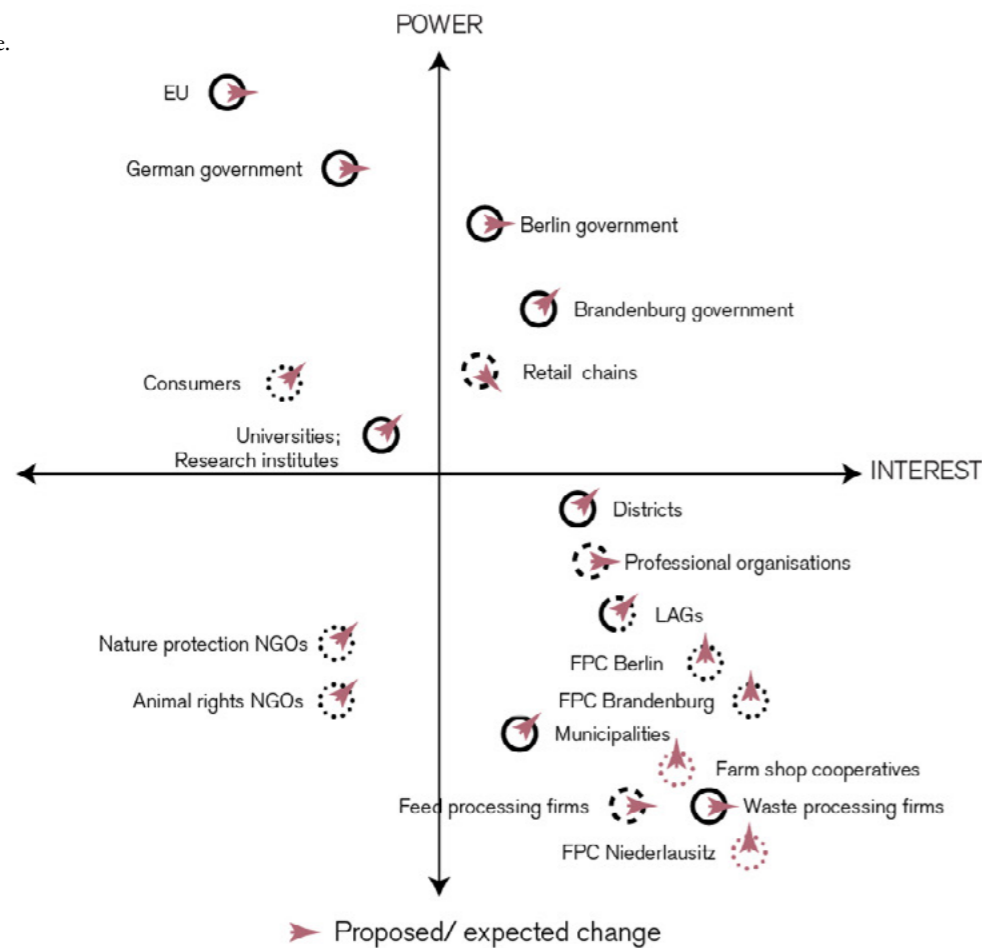 POWER
e.
EU
German government
Berlin government
Brandenburg government
Retail chains
Consumers
Universities;
Research institutes
INTEREST
Districts
Professional organisations
LAGs
Nature protection NGOs
FPC Berlin
Animal rights NGOs
FPC Brandenburg
Municipalities
Farm shop cooperatives
Feed processing firms
Waste processing firms
FPC Niederlausitz
Proposed/ expected change